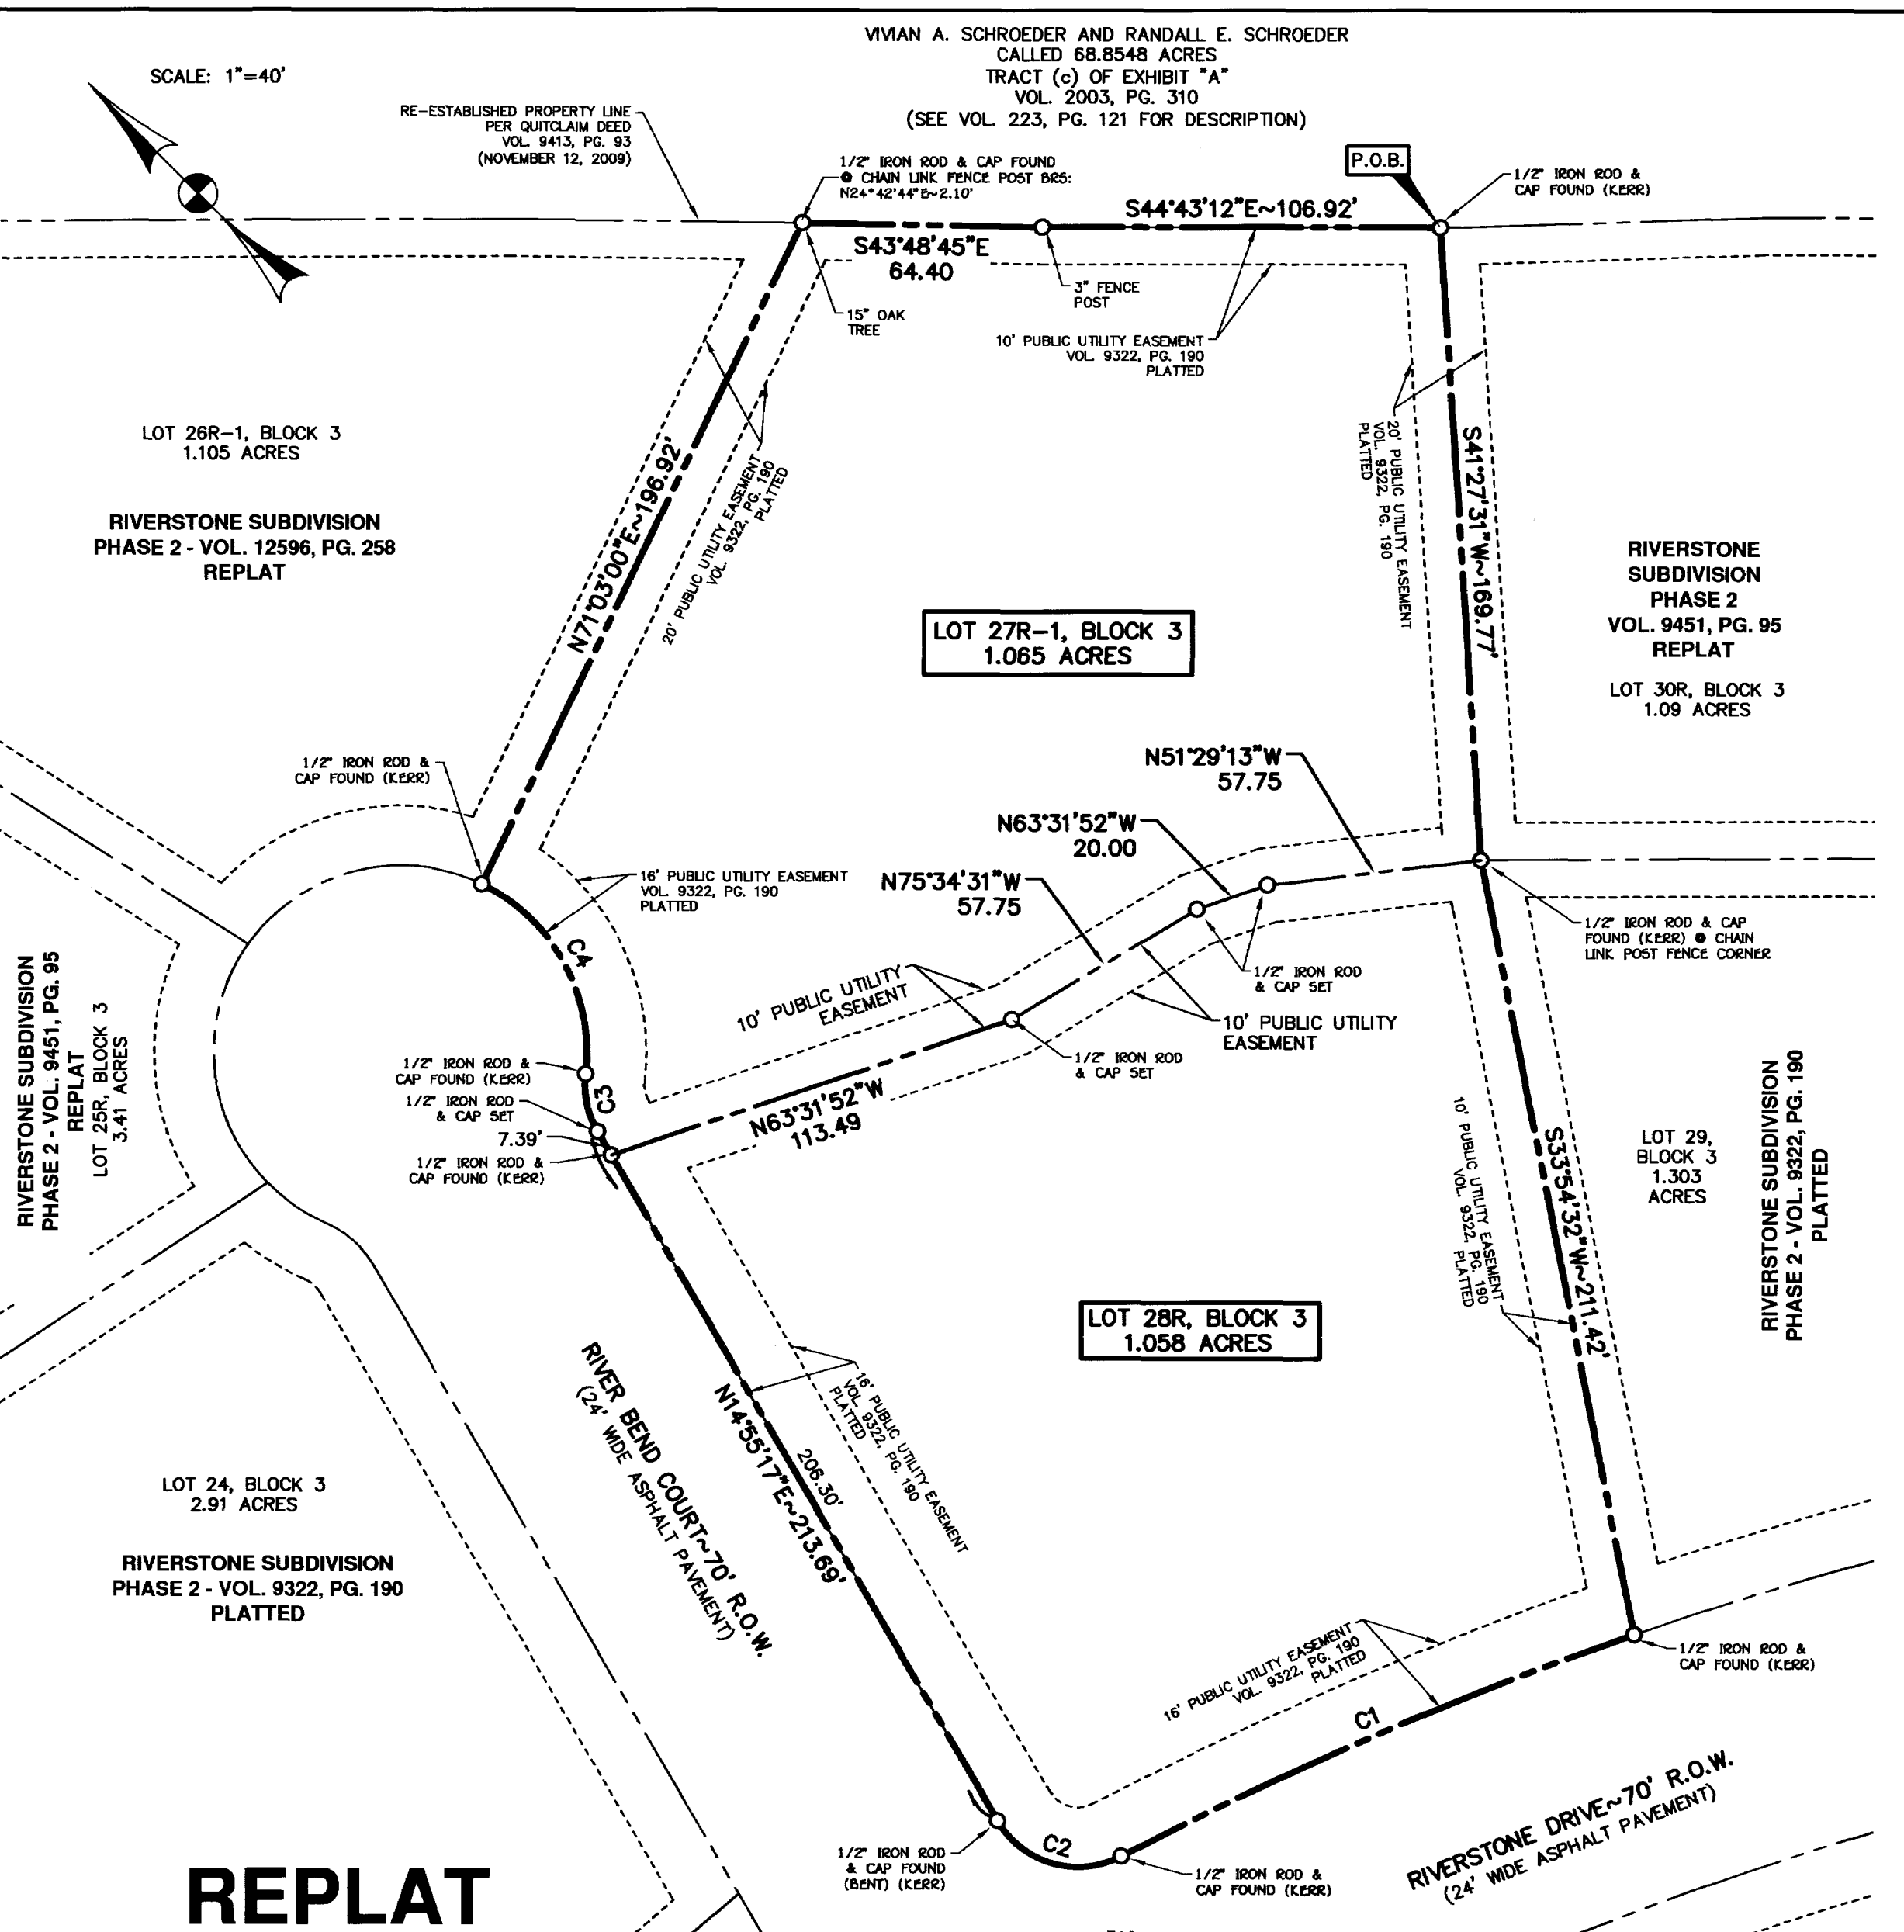 VIVIAN A. SCHROEDER AND RANDALL E. SCHROEDER
CALLED 68.8548 ACRES
TRACT (c) OF EXHIBIT "A"
VOL. 2003, PG. 310
(SEE VOL. 223, PG. 121 FOR DESCRIPTION)
SCALE: 1"=40'
RE-ESTABLISHED PROPERTY LINE
PER QUITCLAIM DEED
VOL. 9413, PG. 93
(NOVEMBER 12, 2009)
1/2" IRON ROD & CAP FOUND
@ CHAIN LINK FENCE POST BRS:
N24°42'44"E~2.10'
P.O.B.
1/2" IRON ROD &
CAP FOUND (KERR)
S44°43'12"E~106.92'
S43°48'45"E
64.40
3" FENCE
POST
15" OAK
TREE
10' PUBLIC UTILITY EASEMENT
VOL. 9322, PG. 190
PLATTED
LOT 26R-1, BLOCK 3
1.105 ACRES
RIVERSTONE SUBDIVISION
PHASE 2 - VOL. 12596, PG. 258
REPLAT
N71°03'00"E~196.92'
20' PUBLIC UTILITY EASEMENT
VOL. 9322, PG. 190
PLATTED
20' PUBLIC UTILITY EASEMENT
VOL. 9322, PG. 190
PLATTED
S41°27'31"W~169.77'
RIVERSTONE
SUBDIVISION
PHASE 2
VOL. 9451, PG. 95
REPLAT
LOT 30R, BLOCK 3
1.09 ACRES
LOT 27R-1, BLOCK 3
1.065 ACRES
1/2" IRON ROD &
CAP FOUND (KERR)
N51°29'13"W
57.75
N63°31'52"W
20.00
N75°34'31"W
57.75
16' PUBLIC UTILITY EASEMENT
VOL. 9322, PG. 190
PLATTED
C4
1/2" IRON ROD & CAP
FOUND (KERR) @ CHAIN
LINK POST FENCE CORNER
1/2" IRON ROD
& CAP SET
10' PUBLIC UTILITY
EASEMENT
10' PUBLIC UTILITY
EASEMENT
1/2" IRON ROD
& CAP SET
RIVERSTONE SUBDIVISION
PHASE 2 - VOL. 9451, PG. 95
REPLAT
LOT 25R, BLOCK 3
3.41 ACRES
1/2" IRON ROD &
CAP FOUND (KERR)
C3
1/2" IRON ROD
& CAP SET
7.39'
1/2" IRON ROD &
CAP FOUND (KERR)
N63°31'52"W
113.49
10' PUBLIC UTILITY EASEMENT
VOL. 9322, PG. 190
PLATTED
S33°54'32"W~211.42'
LOT 29,
BLOCK 3
1.303
ACRES
RIVERSTONE SUBDIVISION
PHASE 2 - VOL. 9322, PG. 190
PLATTED
LOT 28R, BLOCK 3
1.058 ACRES
RIVER BEND COURT~70' R.O.W.
(24' WIDE ASPHALT PAVEMENT)
N14°55'17"E~213.69'
206.30'
16' PUBLIC UTILITY EASEMENT
VOL. 9322, PG. 190
PLATTED
LOT 24, BLOCK 3
2.91 ACRES
RIVERSTONE SUBDIVISION
PHASE 2 - VOL. 9322, PG. 190
PLATTED
16' PUBLIC UTILITY EASEMENT
VOL. 9322, PG. 190
PLATTED
1/2" IRON ROD &
CAP FOUND (KERR)
C1
C2
1/2" IRON ROD
& CAP FOUND
(BENT) (KERR)
1/2" IRON ROD &
CAP FOUND (KERR)
RIVERSTONE DRIVE~70' R.O.W.
(24' WIDE ASPHALT PAVEMENT)
REPLAT